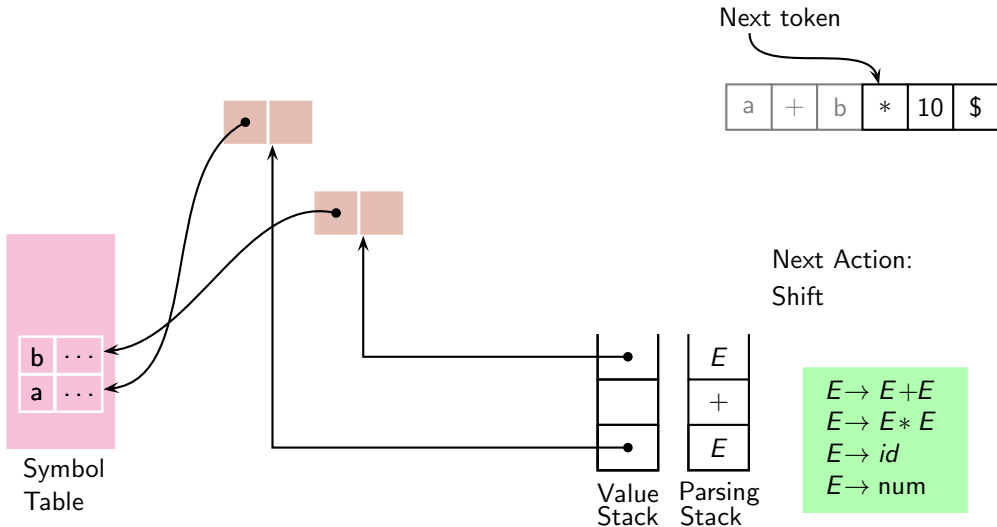 Next token
a + b * 10 $
Next Action:
Shift
b ...
a ...
E
+
E
E → E + E
E → E * E
E → id
E → num
Symbol
Table
Value
Stack
Parsing
Stack